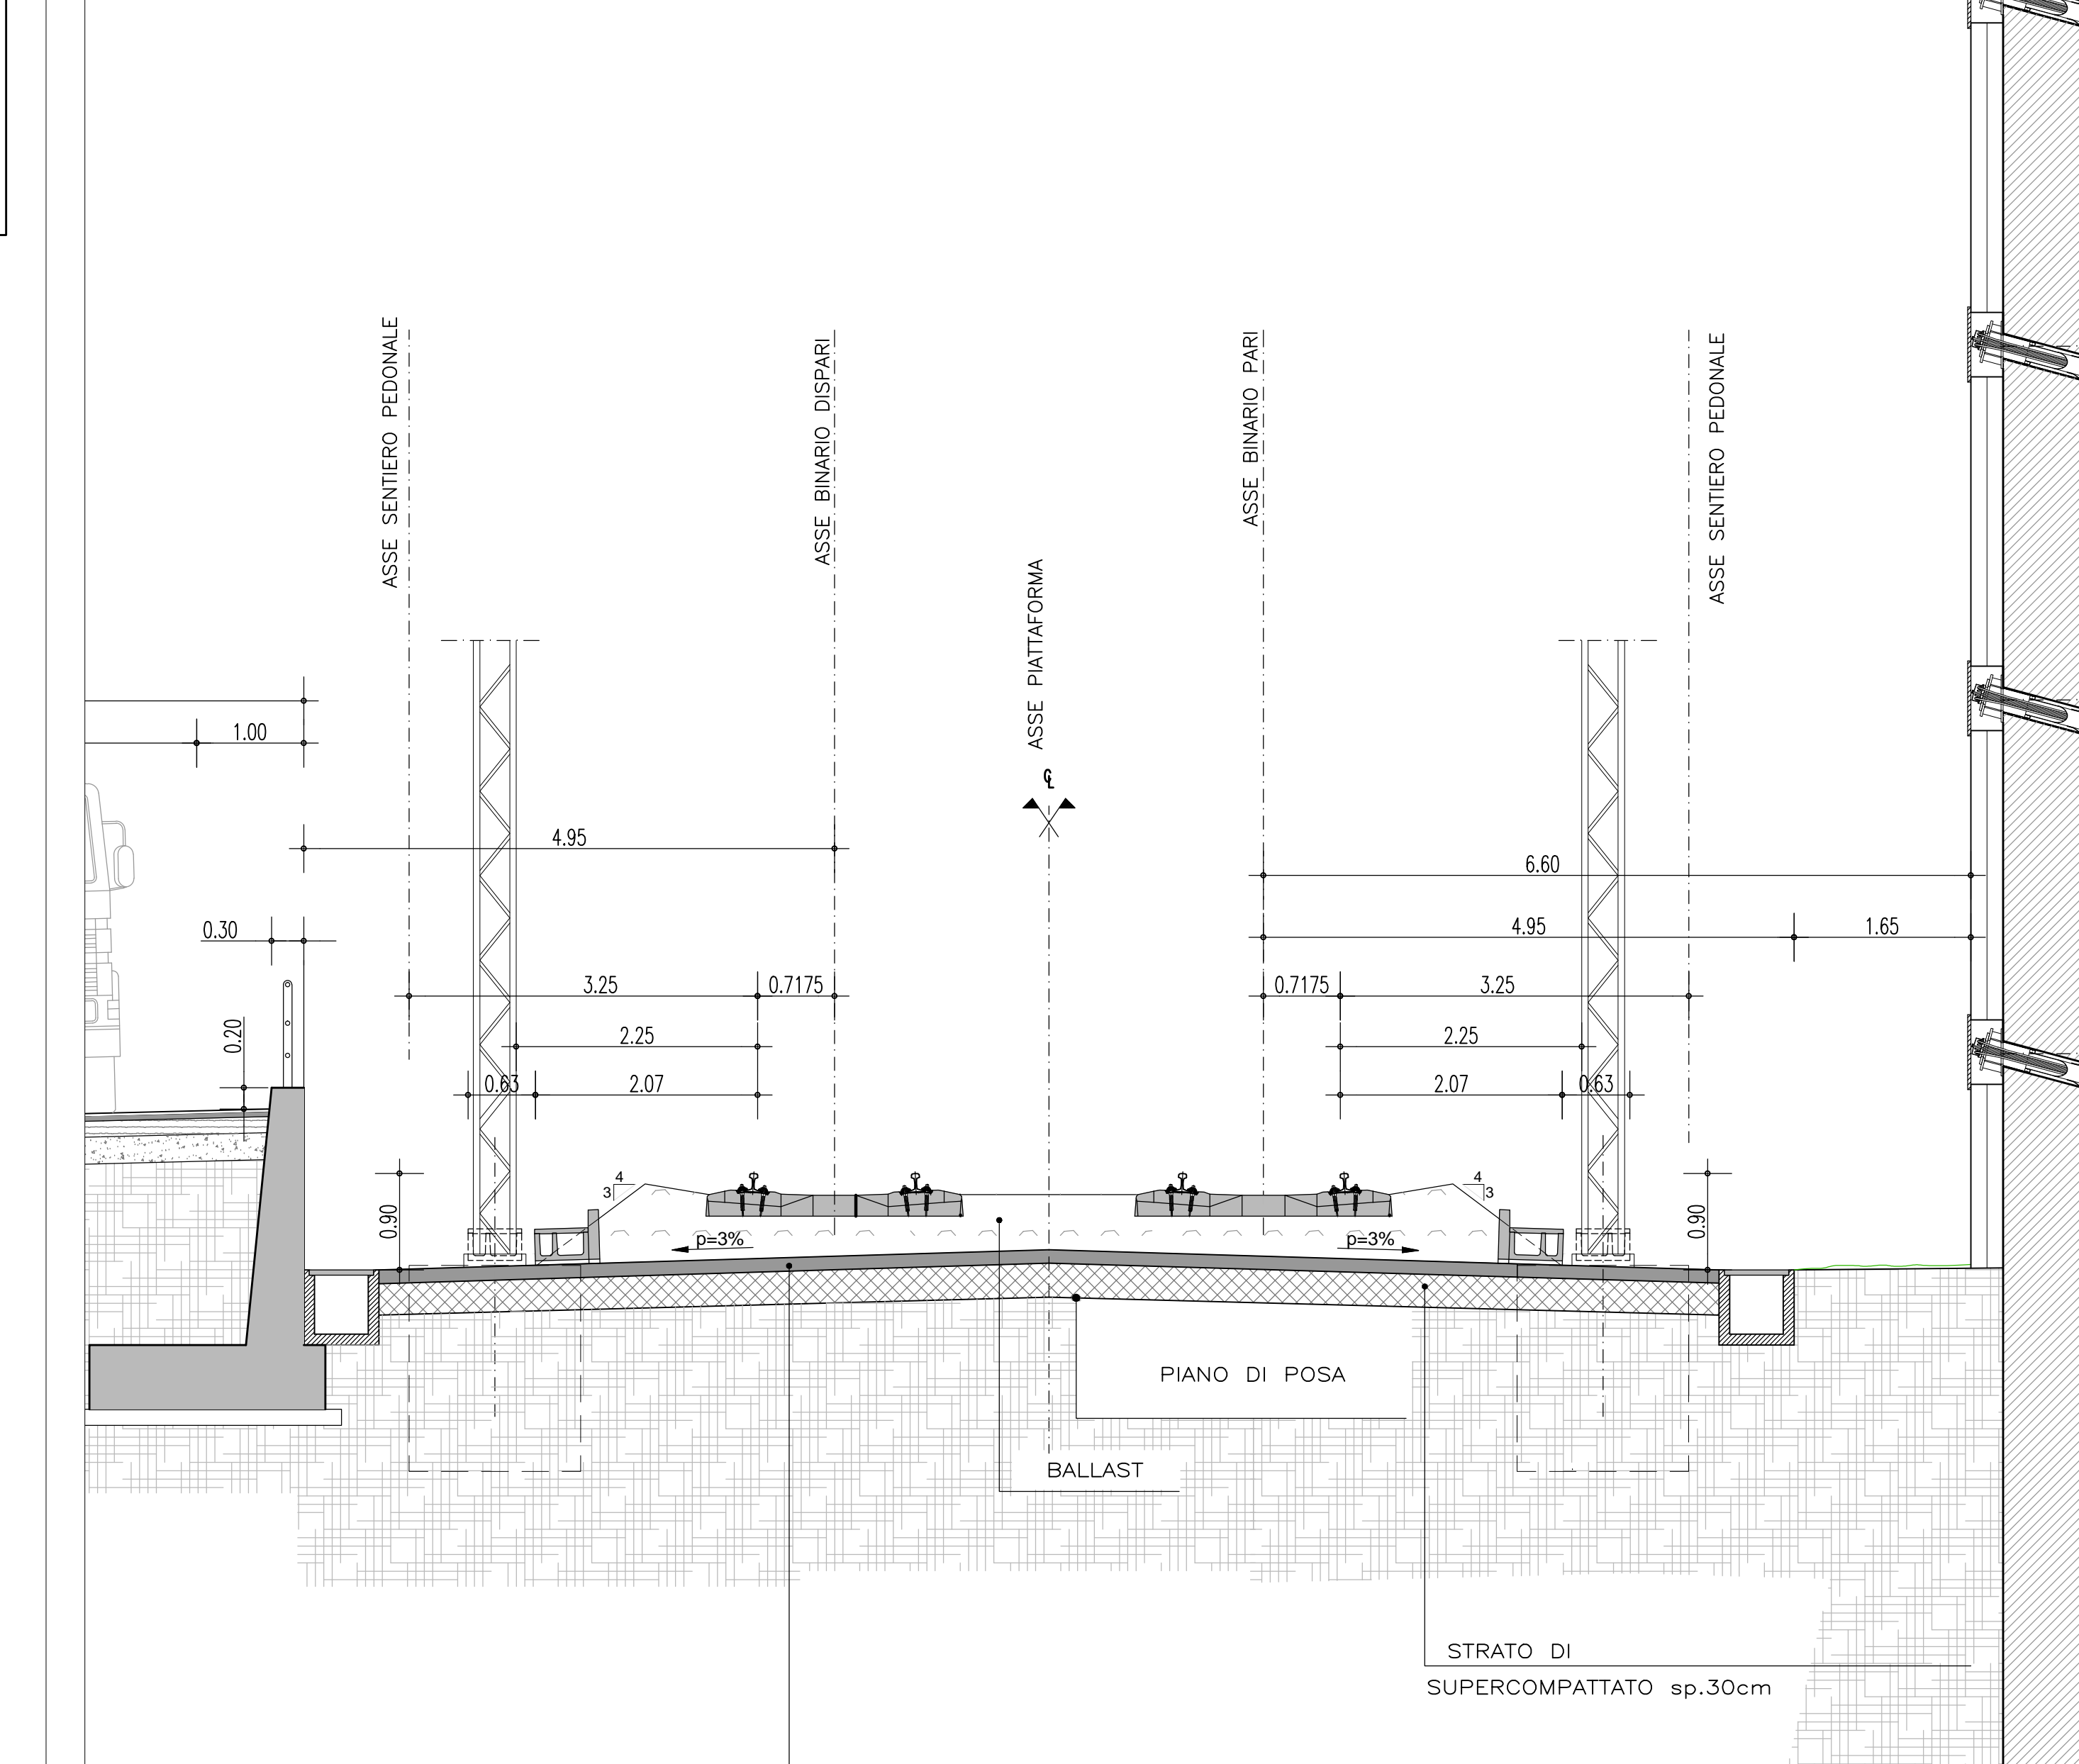 ASSE SENTIERO PEDONALE
ASSE BINARIO DISPARI
ASSE PIATTAFORMA
ASSE BINARIO PARI
ASSE SENTIERO PEDONALE
1.00
℄
4.95
6.60
0.30
4.95
1.65
3.25
0.7175
0.7175
3.25
0.20
2.25
2.25
0.63
2.07
2.07
0.63
4
3
4
3
0.90
0.90
p=3%
p=3%
PIANO DI POSA
BALLAST
STRATO DI
SUPERCOMPATTATO sp.30cm